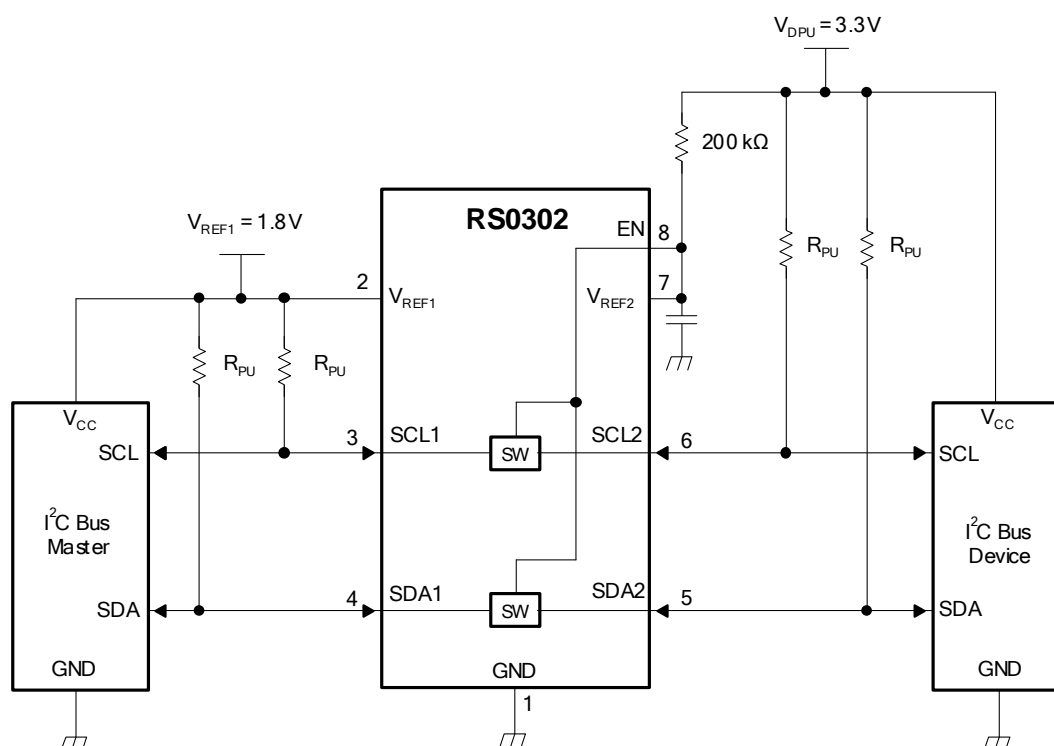 V_DPU = 3.3V
200 kΩ
RS0302
V_REF1 = 1.8V
EN
8
R_PU
R_PU
2
7
V_REF1
V_REF2
R_PU
R_PU
V_CC
V_CC
SCL
3
SCL1
SW
SCL2
6
SCL
I²C Bus
Master
I²C Bus
Device
SDA
4
SDA1
SW
SDA2
5
SDA
GND
GND
GND
1